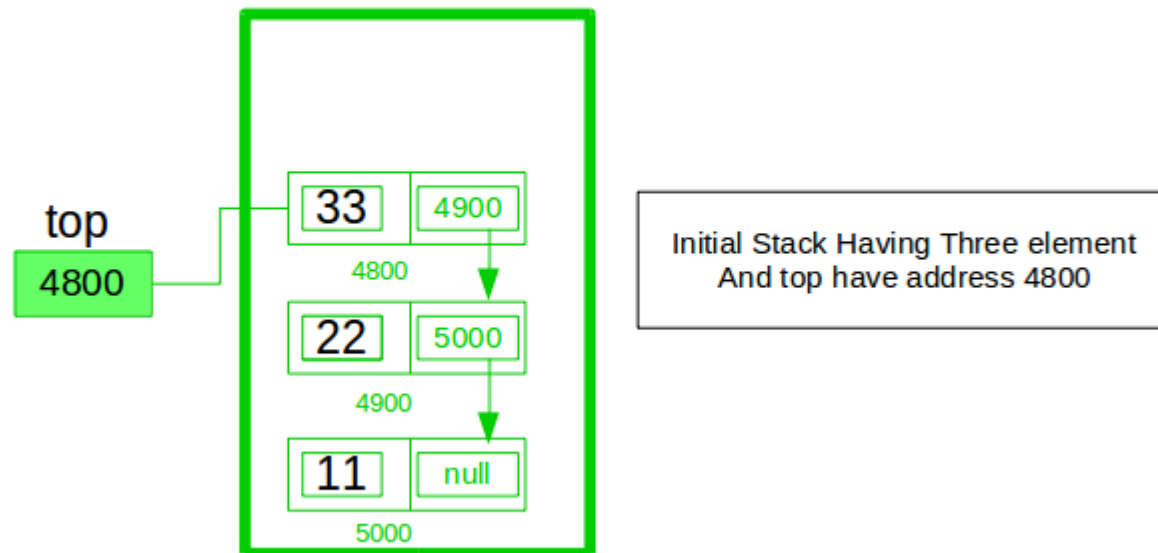 top
4800
33
4900
4800
22
5000
4900
11
null
5000
Initial Stack Having Three element
And top have address 4800